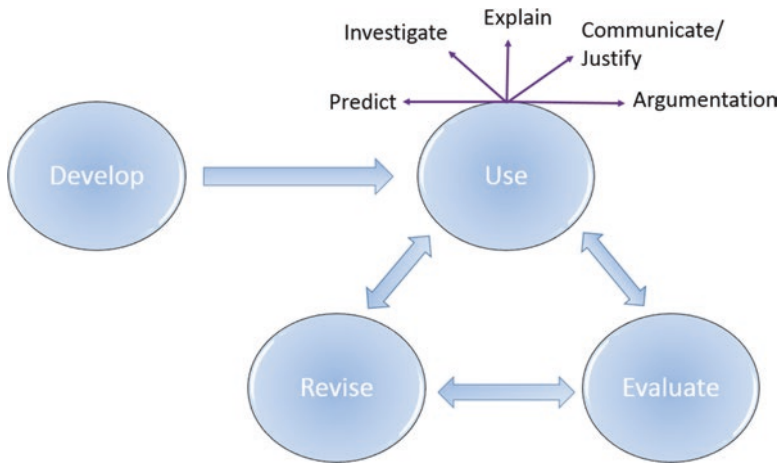 Explain
Investigate
Communicate/
Justify
Predict
Argumentation
Develop
Use
Revise
Evaluate